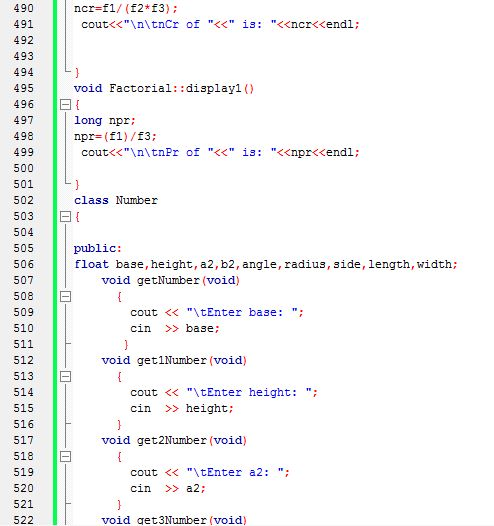 490 ncr=f1/(f2*f3);
491 cout<<"\n\tnCr of "<<" is: "<<ncr<<endl;
492
493
494 }
495 void Factorial::display1()
496 {
497 long npr;
498 npr=(f1)/f3;
499 cout<<"\n\tnPr of "<<" is: "<<npr<<endl;
500
501 }
502 class Number
503 {
504
505 public:
506 float base,height,a2,b2,angle,radius,side,length,width;
507 void getNumber(void)
508 {
509 cout << "\tEnter base: ";
510 cin  >> base;
511 }
512 void get1Number(void)
513 {
514 cout << "\tEnter height: ";
515 cin  >> height;
516 }
517 void get2Number(void)
518 {
519 cout << "\tEnter a2: ";
520 cin  >> a2;
521 }
522 void get3Number(void)